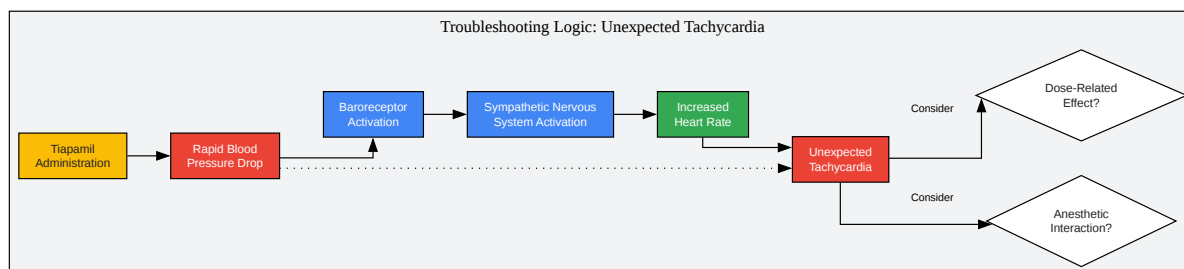 Troubleshooting Logic: Unexpected Tachycardia
Tiapamil
Administration
Rapid Blood
Pressure Drop
Baroreceptor
Activation
Sympathetic Nervous
System Activation
Increased
Heart Rate
Unexpected
Tachycardia
Consider
Dose-Related
Effect?
Consider
Anesthetic
Interaction?